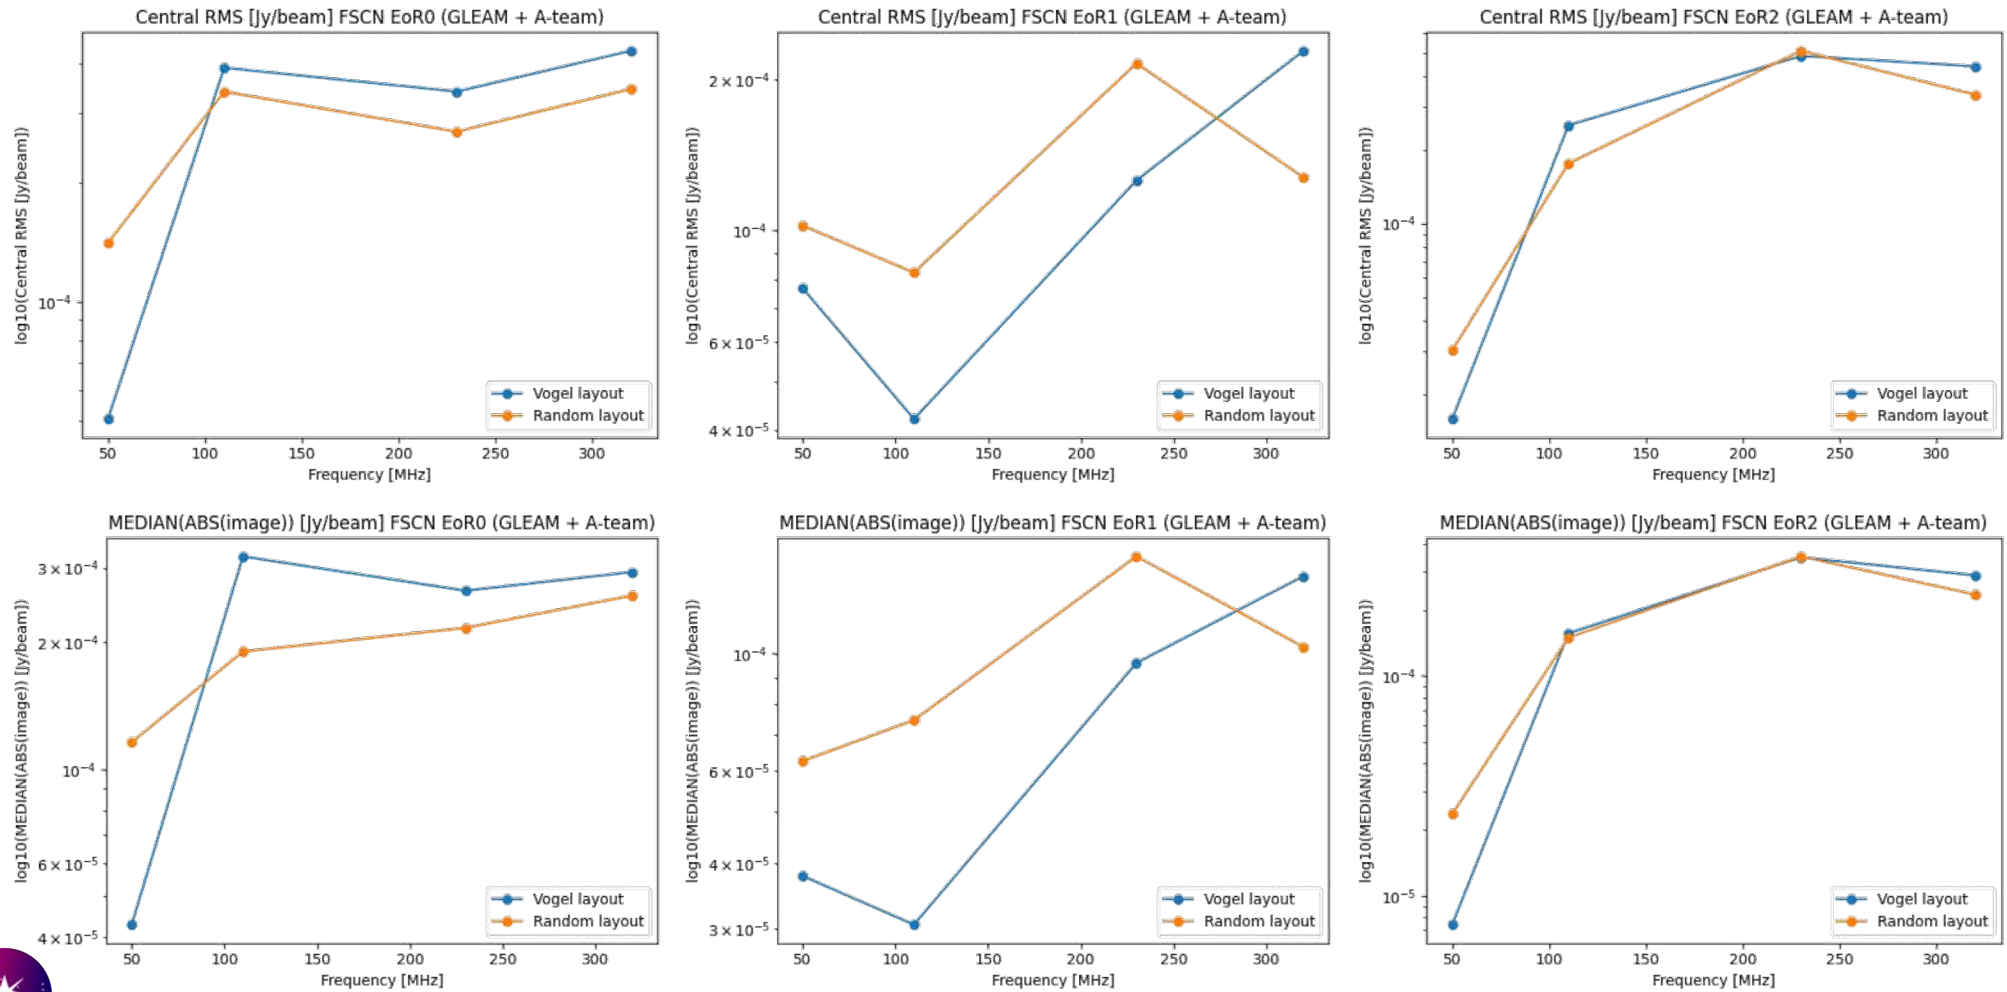 Central RMS [Jy/beam] FSCN EoR0 (GLEAM + A-team)
log10(Central RMS [Jy/beam])
10⁻⁴
Vogel layout
Random layout
50 100 150 200 250 300
Frequency [MHz]
Central RMS [Jy/beam] FSCN EoR1 (GLEAM + A-team)
log10(Central RMS [Jy/beam])
2 × 10⁻⁴
10⁻⁴
6 × 10⁻⁵
4 × 10⁻⁵
Vogel layout
Random layout
50 100 150 200 250 300
Frequency [MHz]
Central RMS [Jy/beam] FSCN EoR2 (GLEAM + A-team)
log10(Central RMS [Jy/beam])
10⁻⁴
Vogel layout
Random layout
50 100 150 200 250 300
Frequency [MHz]
MEDIAN(ABS(image)) [Jy/beam] FSCN EoR0 (GLEAM + A-team)
log10(MEDIAN(ABS(image)) [Jy/beam])
3 × 10⁻⁴
2 × 10⁻⁴
10⁻⁴
6 × 10⁻⁵
4 × 10⁻⁵
Vogel layout
Random layout
50 100 150 200 250 300
Frequency [MHz]
MEDIAN(ABS(image)) [Jy/beam] FSCN EoR1 (GLEAM + A-team)
log10(MEDIAN(ABS(image)) [Jy/beam])
10⁻⁴
6 × 10⁻⁵
4 × 10⁻⁵
3 × 10⁻⁵
Vogel layout
Random layout
50 100 150 200 250 300
Frequency [MHz]
MEDIAN(ABS(image)) [Jy/beam] FSCN EoR2 (GLEAM + A-team)
log10(MEDIAN(ABS(image)) [Jy/beam])
10⁻⁴
10⁻⁵
Vogel layout
Random layout
50 100 150 200 250 300
Frequency [MHz]